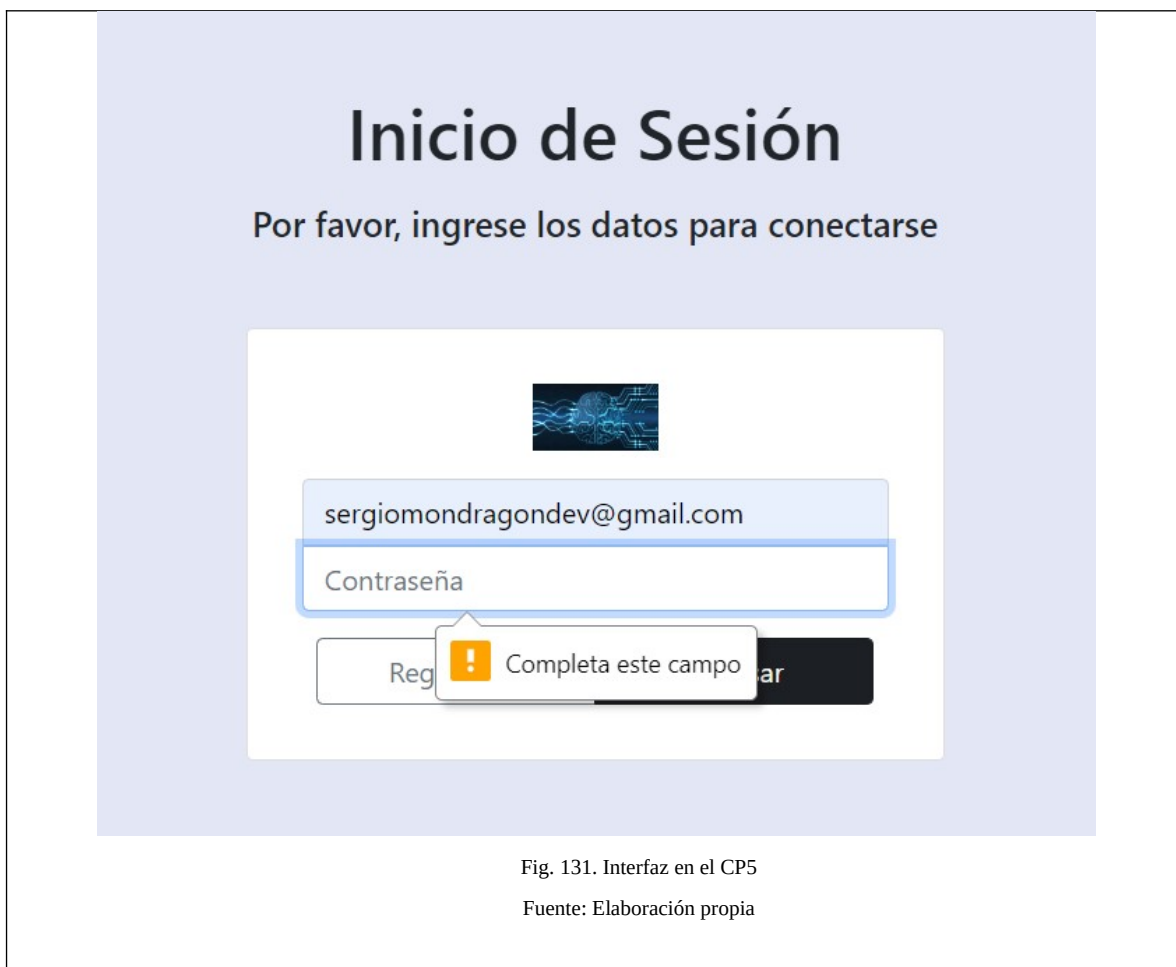 Inicio de Sesión
Por favor, ingrese los datos para conectarse
sergiomondragondev@gmail.com
Contraseña
Completa este campo
Fig. 131. Interfaz en el CP5
Fuente: Elaboración propia